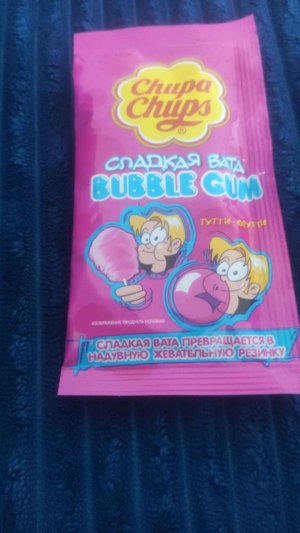 Chupa
Chups
®
СЛАДКАЯ ВАТА
BUBBLE GUM
ТУТТИ-ФРУТТИ
ИЗОБРАЖЕНИЕ ПРОДУКТА УСЛОВНО
СЛАДКАЯ ВАТА ПРЕВРАЩАЕТСЯ В
НАДУВНУЮ ЖЕВАТЕЛЬНУЮ РЕЗИНКУ